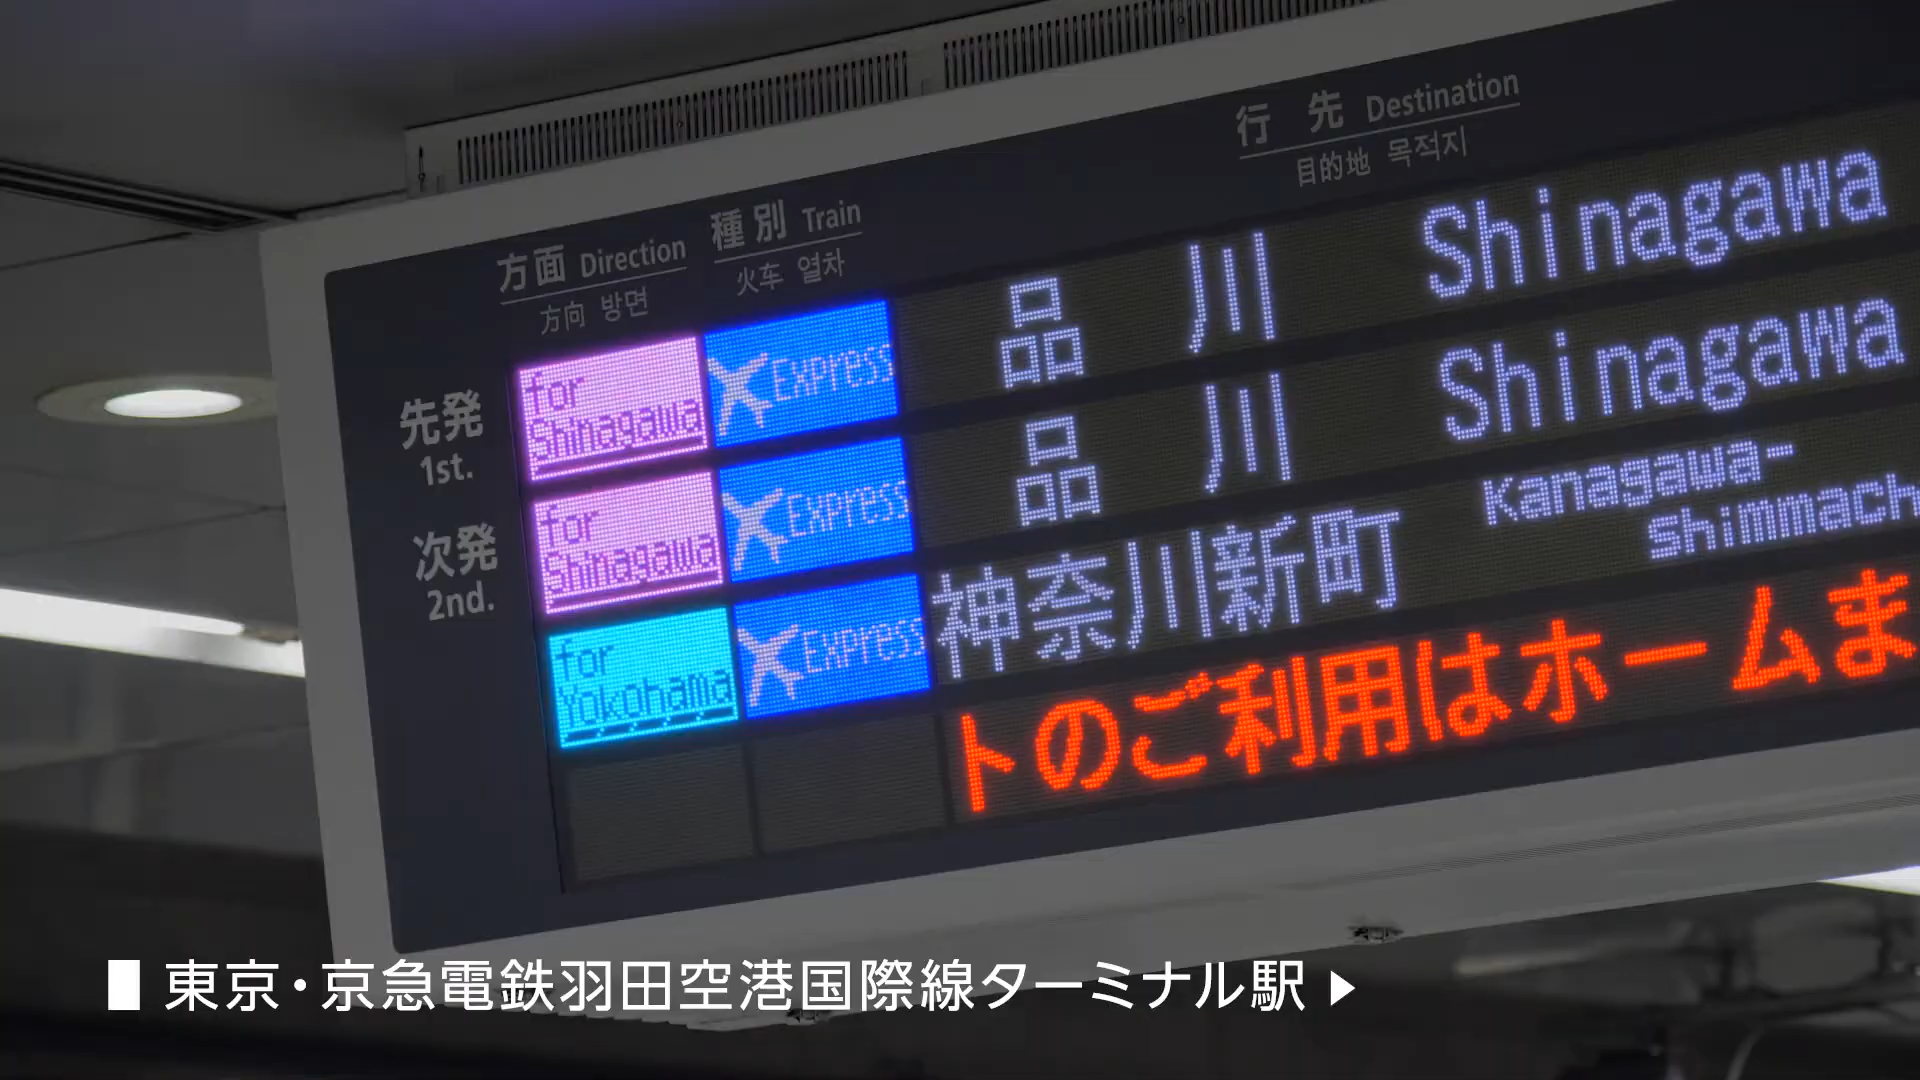 行先 Destination
目的地 목적지
方面 Direction
方向 방면
種別 Train
火车 열차
先発
1st.
for Shinagawa
Express
品川 Shinagawa
次発
2nd.
for Shinagawa
Express
品川 Shinagawa
for Yokohama
Express
神奈川新町 Kanagawa-
Shimmach
トのご利用はホームま
■ 東京・京急電鉄羽田空港国際線ターミナル駅 ▶